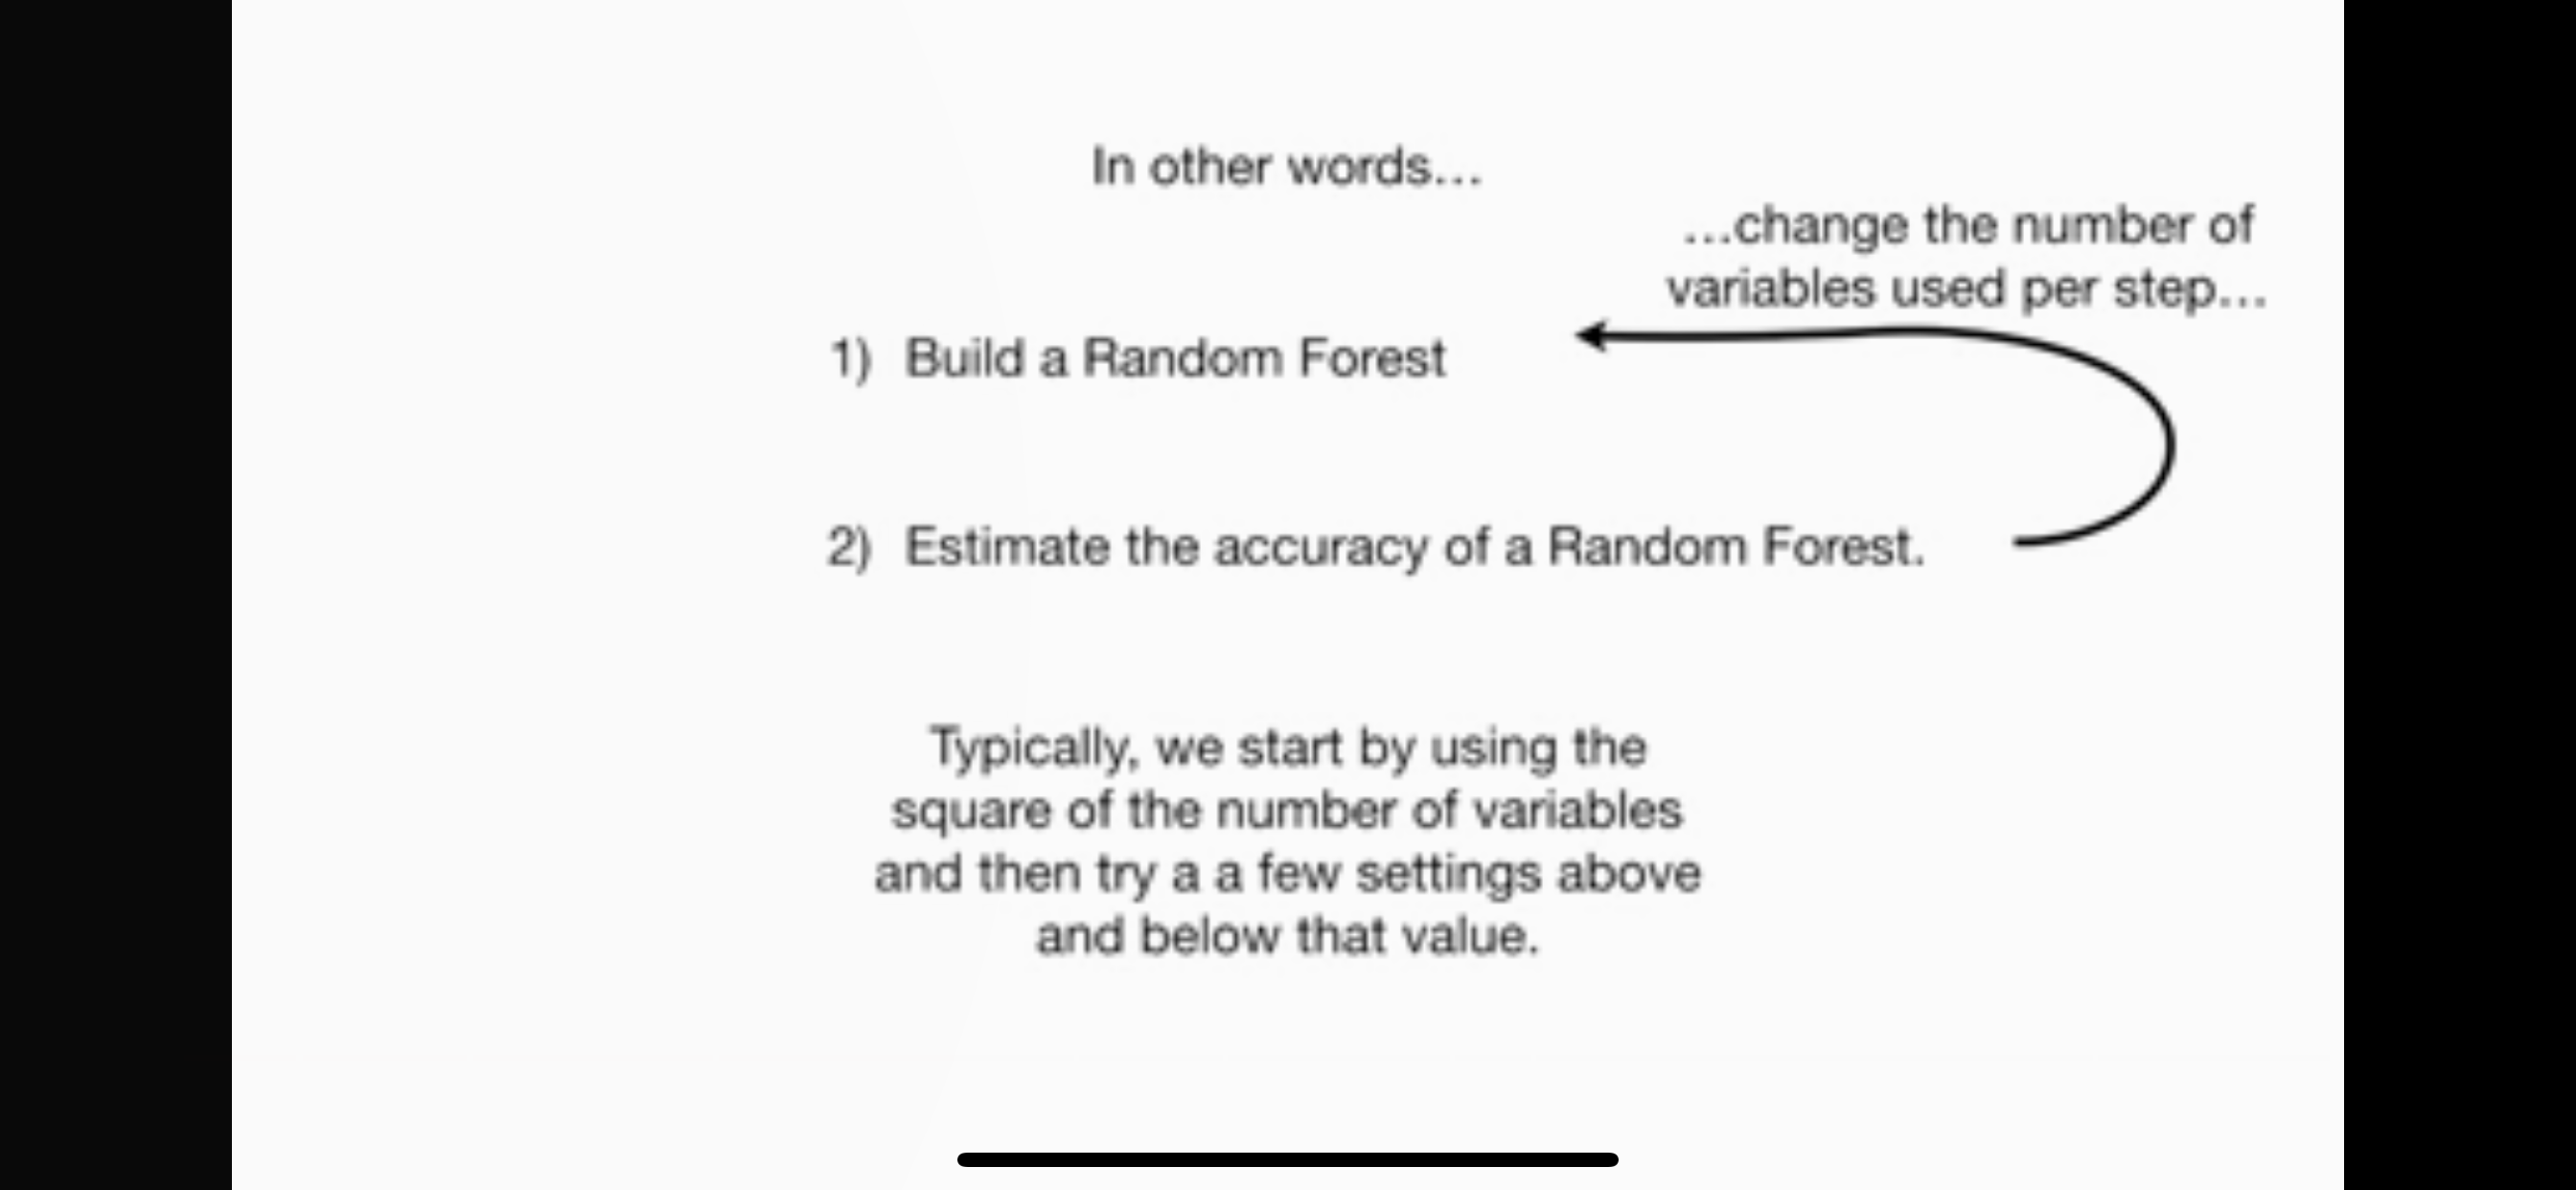 In other words...
...change the number of
variables used per step...
1) Build a Random Forest
2) Estimate the accuracy of a Random Forest.
Typically, we start by using the
square of the number of variables
and then try a a few settings above
and below that value.